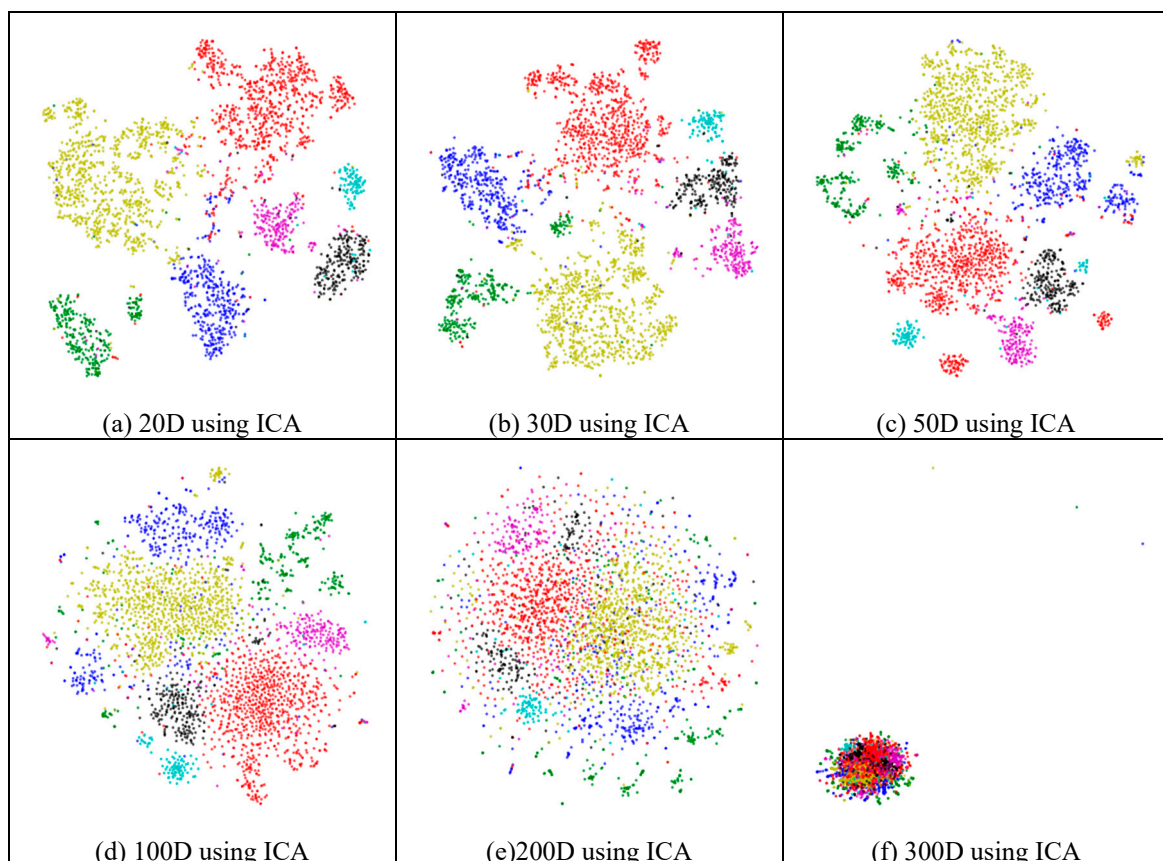 (a) 20D using ICA
(b) 30D using ICA
(c) 50D using ICA
(d) 100D using ICA
(e)200D using ICA
(f) 300D using ICA